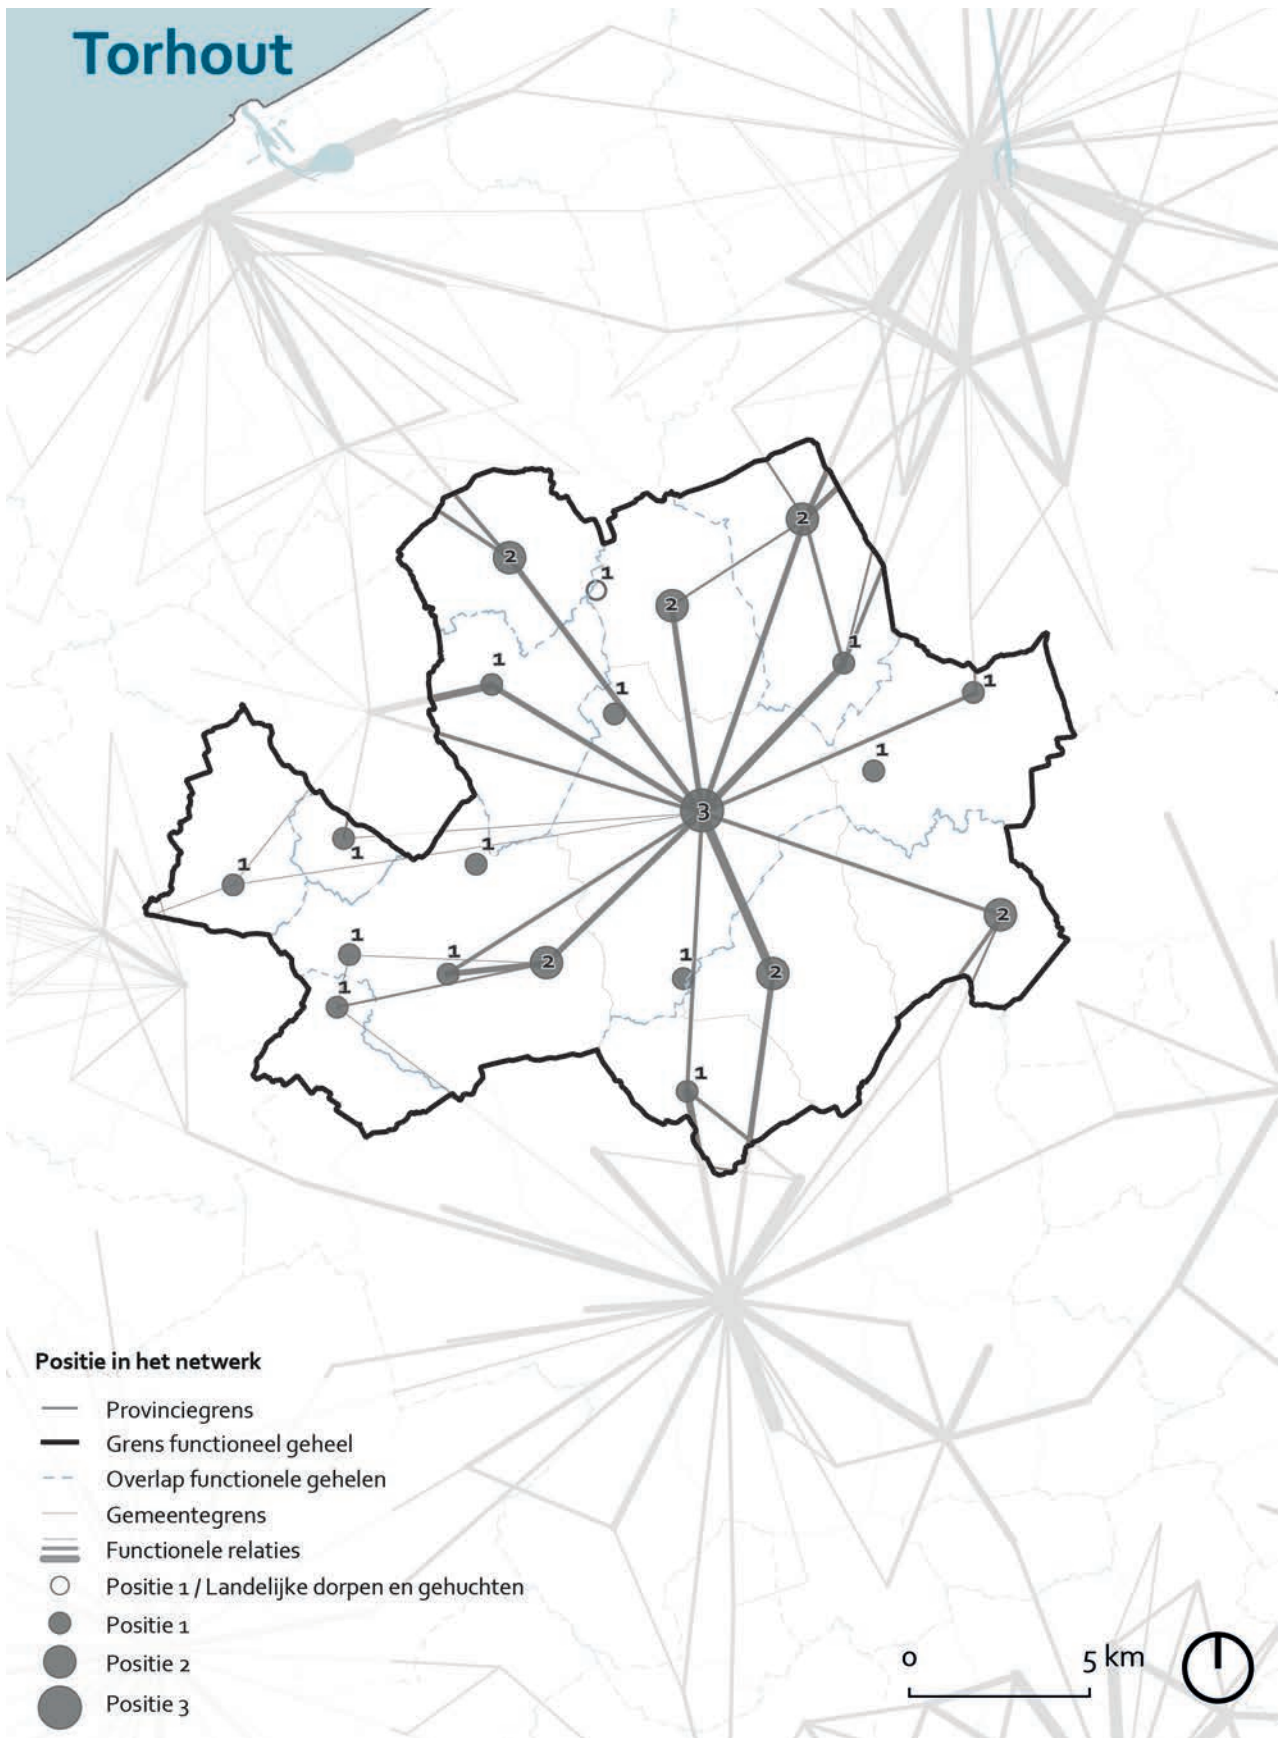 Torhout
2
2
1
2
1
1
1
1
1
3
1
1
1
1
2
1
1
2
1
2
1
1
Positie in het netwerk
Provinciegrens
Grens functioneel geheel
Overlap functionele gehelen
Gemeentegrens
Functionele relaties
Positie 1 / Landelijke dorpen en gehuchten
Positie 1
Positie 2
Positie 3
0 5 km